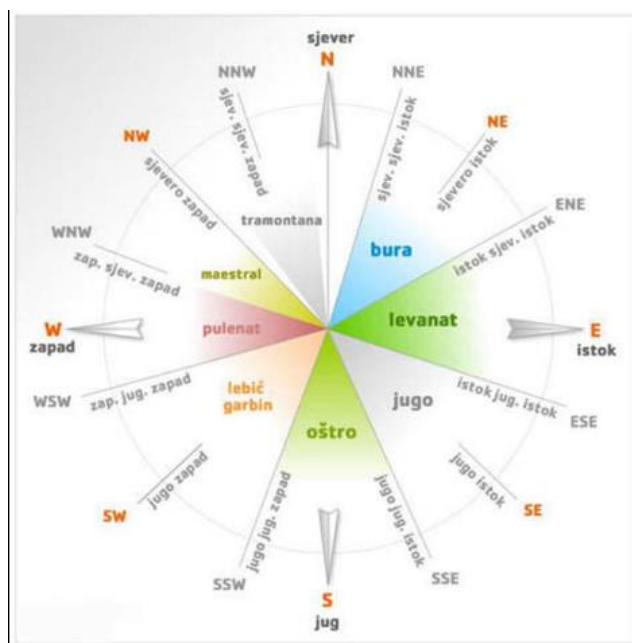 sjever
N
NNW
NNE
sjev. sjev. zapad
sjev. sjev. istok
NW
NE
sjevero zapad
sjevero istok
tramontana
ENE
WNW
istok sjev. istok
zap. sjev. zapad
bura
maestral
levanat
pulenat
W
zapad
E
istok
WSW
zap. jug. zapad
lebić
garbin
jugo
istok jug. istok
ESE
oštro
jugo zapad
jugo istok
SW
SE
jugo jug. zapad
jugo jug. istok
SSW
SSE
S
jug